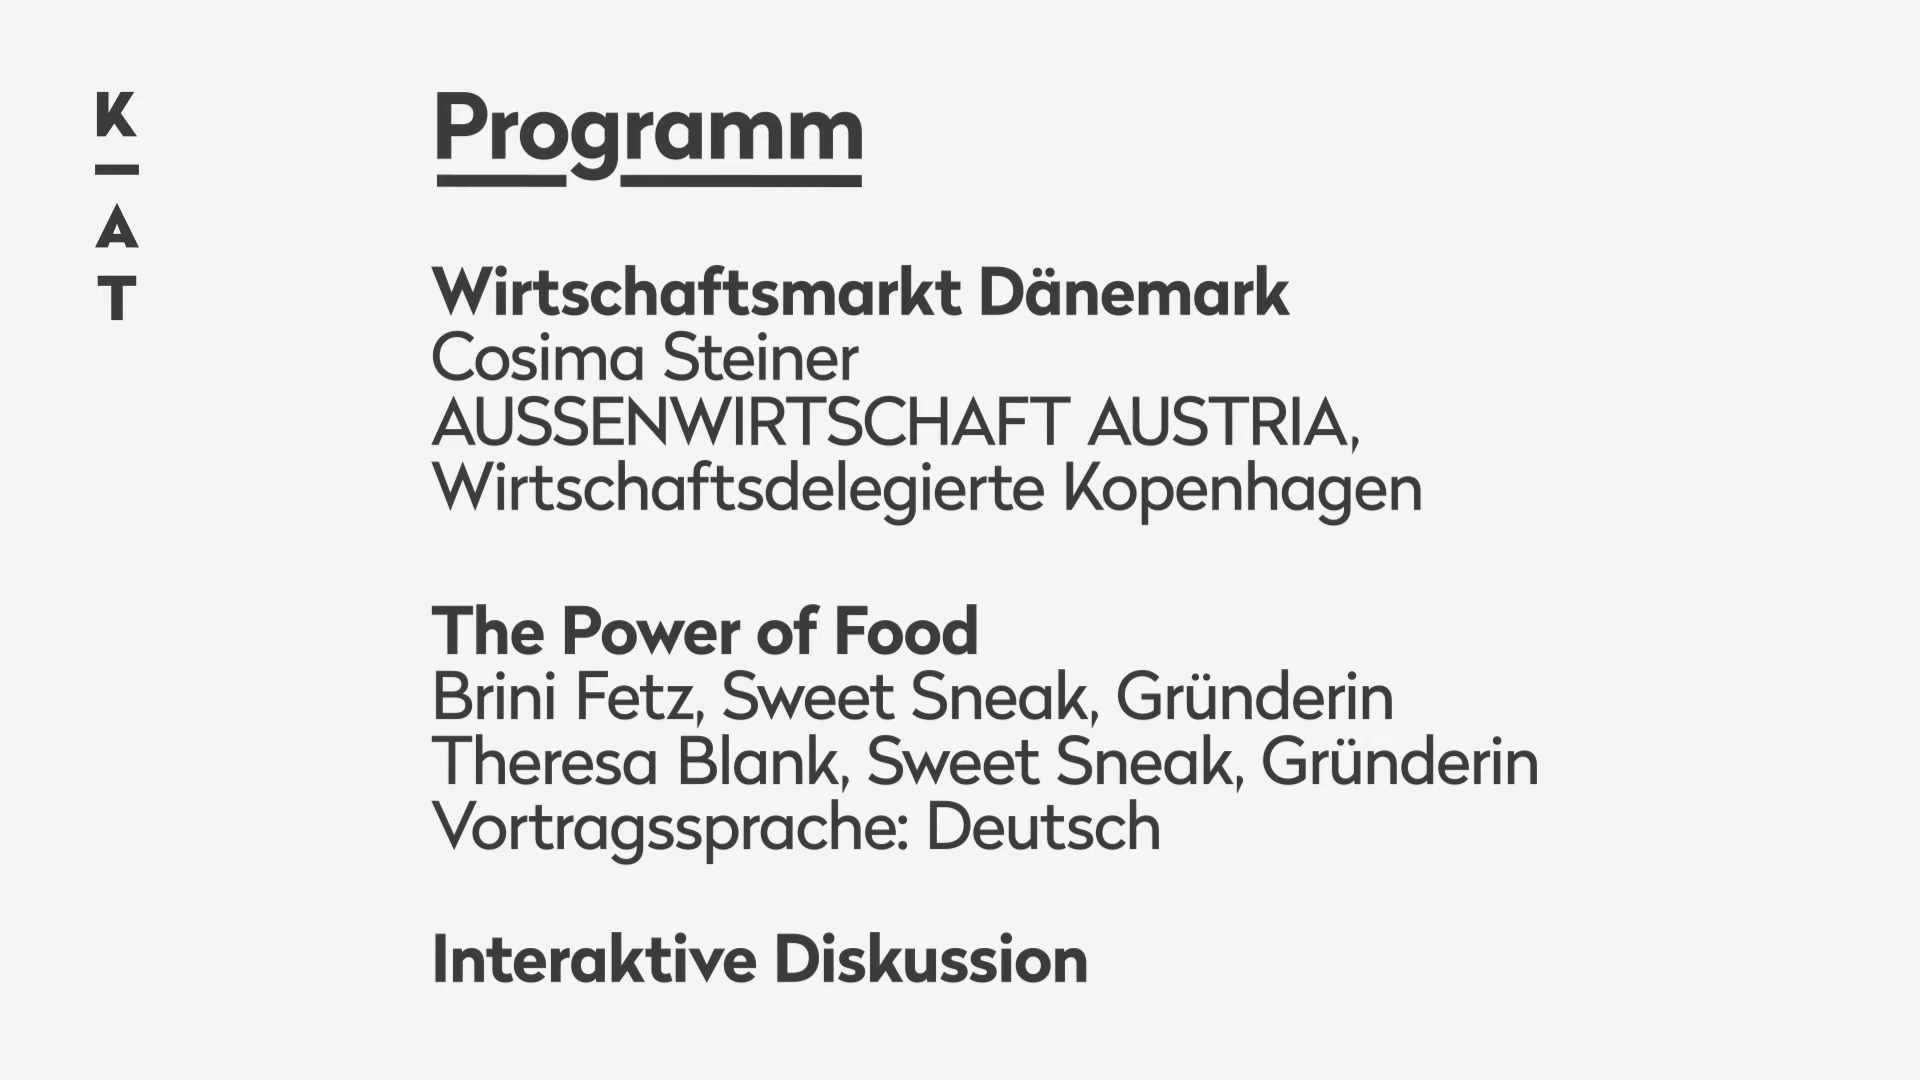 K
–
A
T
Programm
Wirtschaftsmarkt Dänemark
Cosima Steiner
AUSSENWIRTSCHAFT AUSTRIA,
Wirtschaftsdelegierte Kopenhagen
The Power of Food
Brini Fetz, Sweet Sneak, Gründerin
Theresa Blank, Sweet Sneak, Gründerin
Vortragssprache: Deutsch
Interaktive Diskussion